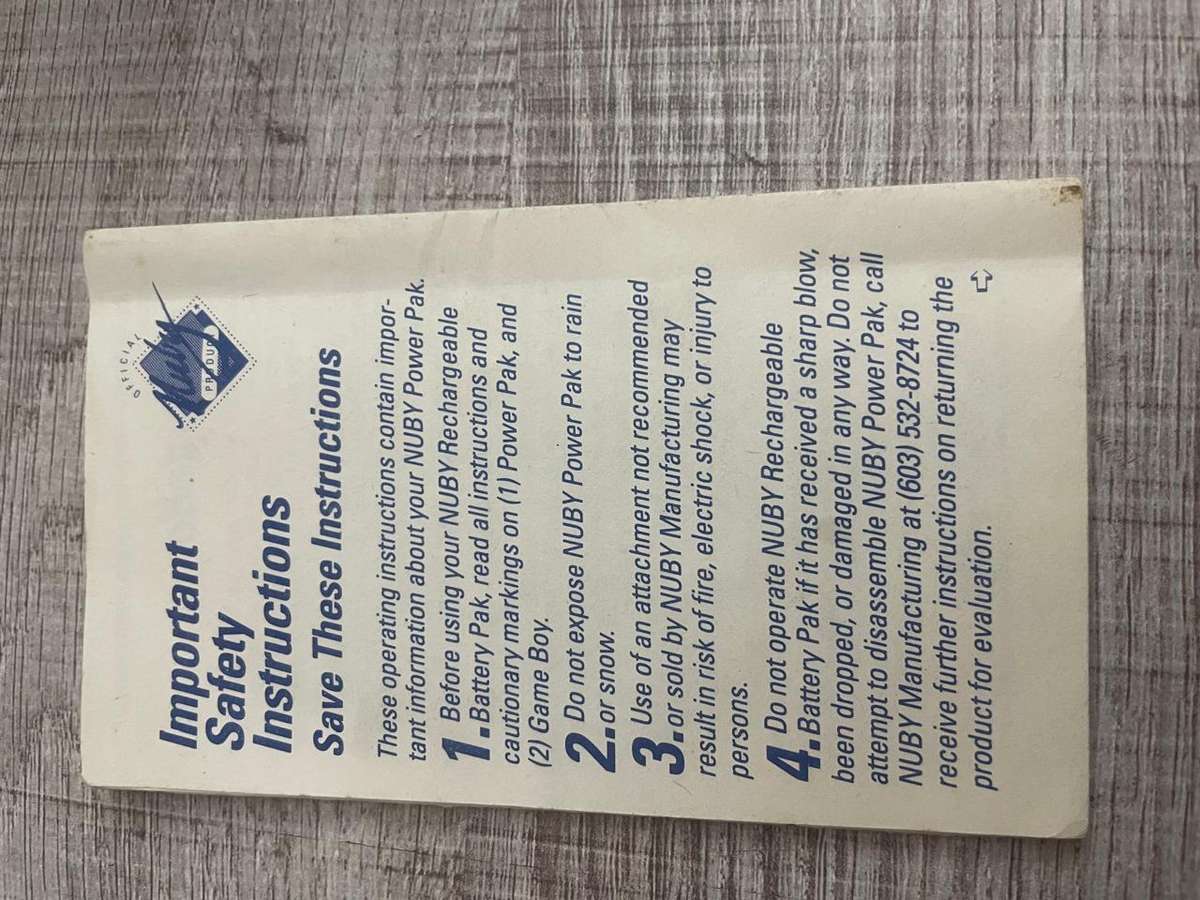 OFFICIAL
Nuby
PRODUCT
Important
Safety
Instructions
Save These Instructions
These operating instructions contain impor-
tant information about your NUBY Power Pak.
1. Before using your NUBY Rechargeable
Battery Pak, read all instructions and
cautionary markings on (1) Power Pak, and
(2) Game Boy.
2. Do not expose NUBY Power Pak to rain
or snow.
3. Use of an attachment not recommended
or sold by NUBY Manufacturing may
result in risk of fire, electric shock, or injury to
persons.
4. Do not operate NUBY Rechargeable
Battery Pak if it has received a sharp blow,
been dropped, or damaged in any way. Do not
attempt to disassemble NUBY Power Pak, call
NUBY Manufacturing at (603) 532-8724 to
receive further instructions on returning the
product for evaluation.